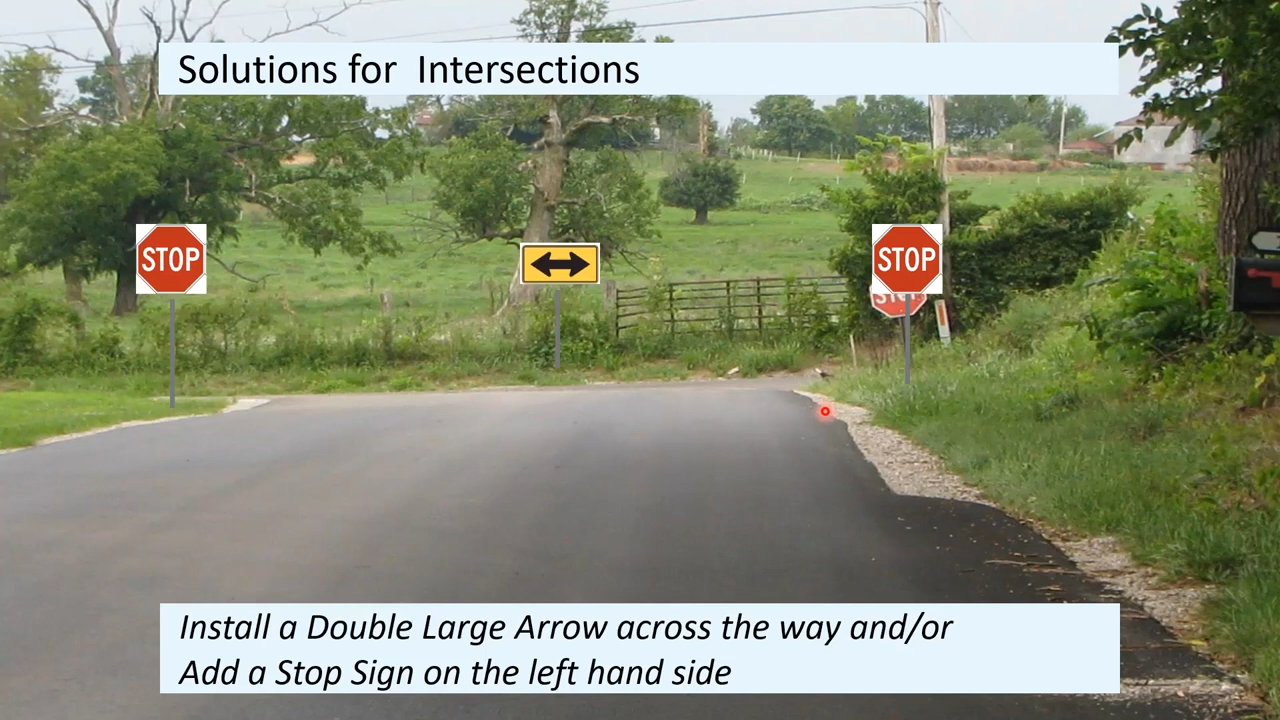 Solutions for Intersections
STOP
STOP
STOP
Install a Double Large Arrow across the way and/or
Add a Stop Sign on the left hand side